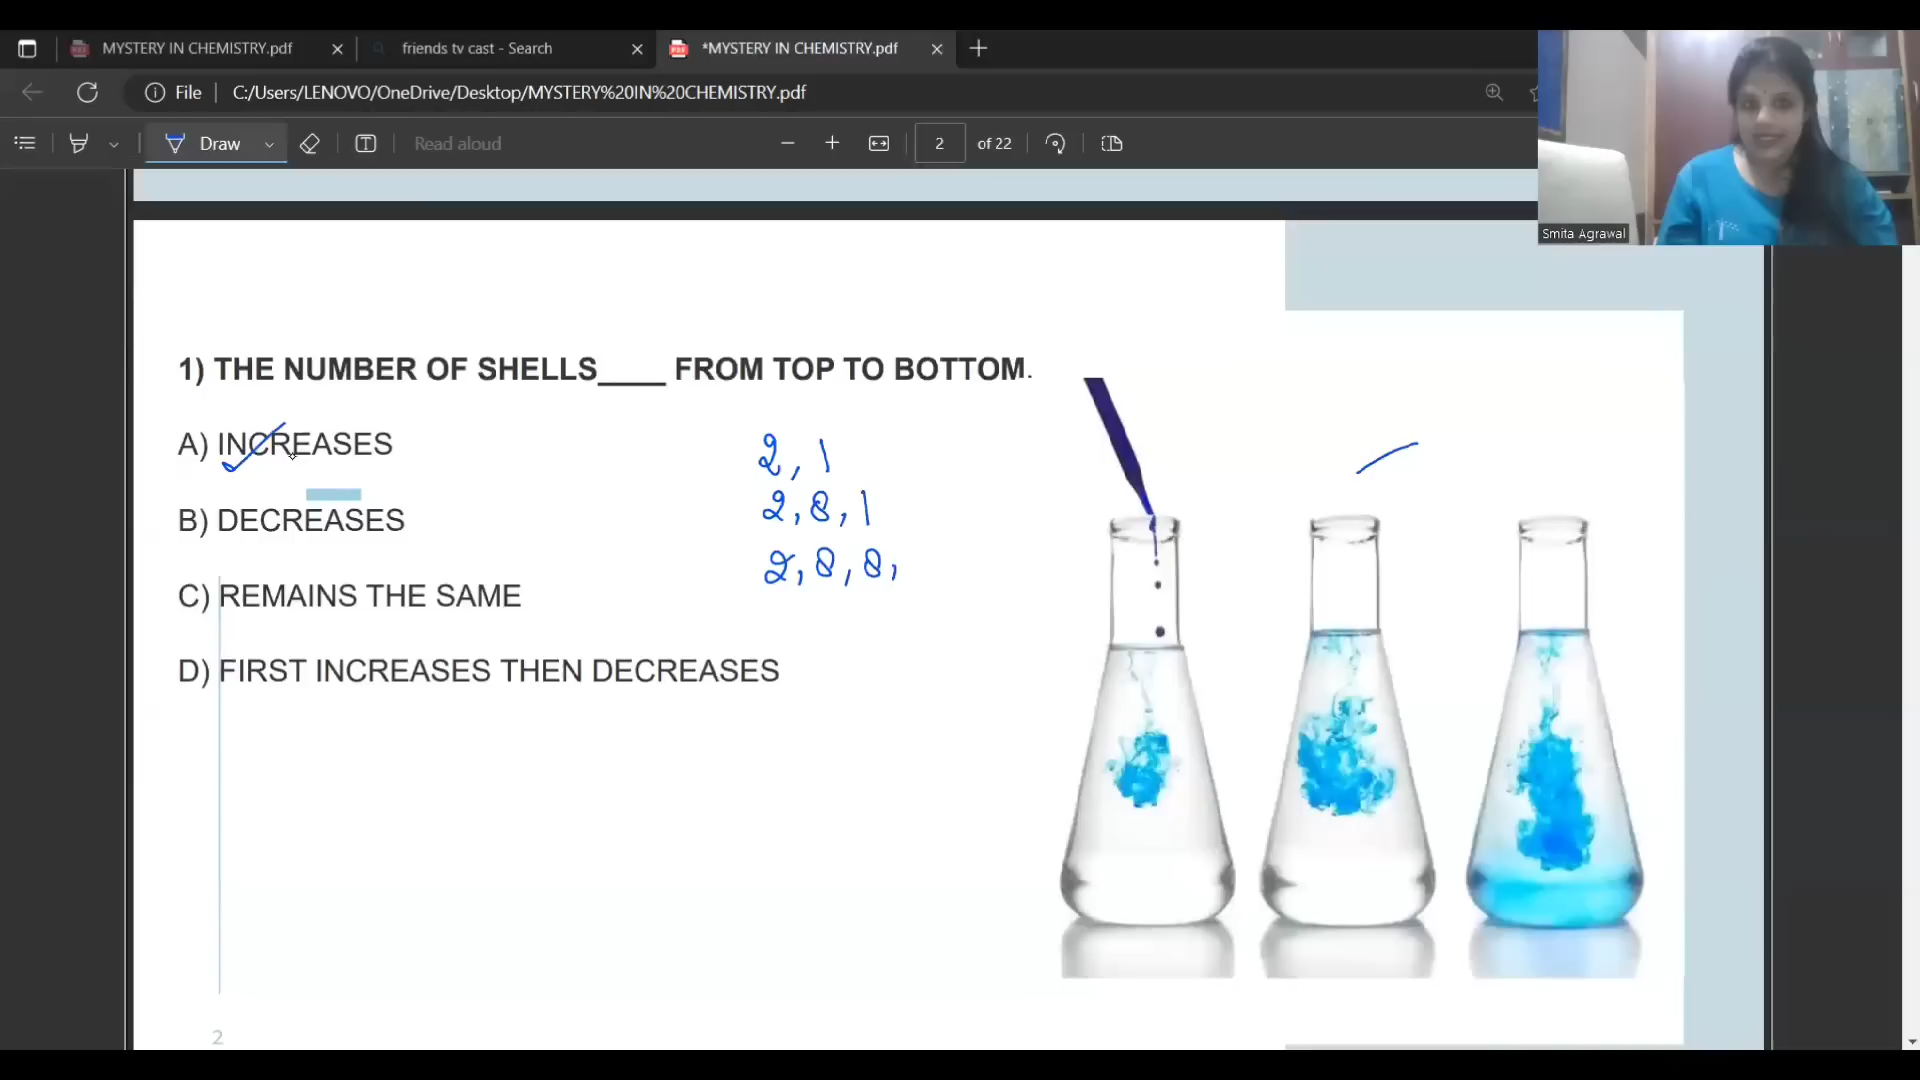 MYSTERY IN CHEMISTRY.pdf
friends tv cast - Search
*MYSTERY IN CHEMISTRY.pdf
File
C:/Users/LENOVO/OneDrive/Desktop/MYSTERY%20IN%20CHEMISTRY.pdf
Draw
Read aloud
2
of 22
Smita Agrawal
1) THE NUMBER OF SHELLS____ FROM TOP TO BOTTOM.
A) INCREASES
2, 1
B) DECREASES
2, 8, 1
2, 8, 8,
C) REMAINS THE SAME
D) FIRST INCREASES THEN DECREASES
2